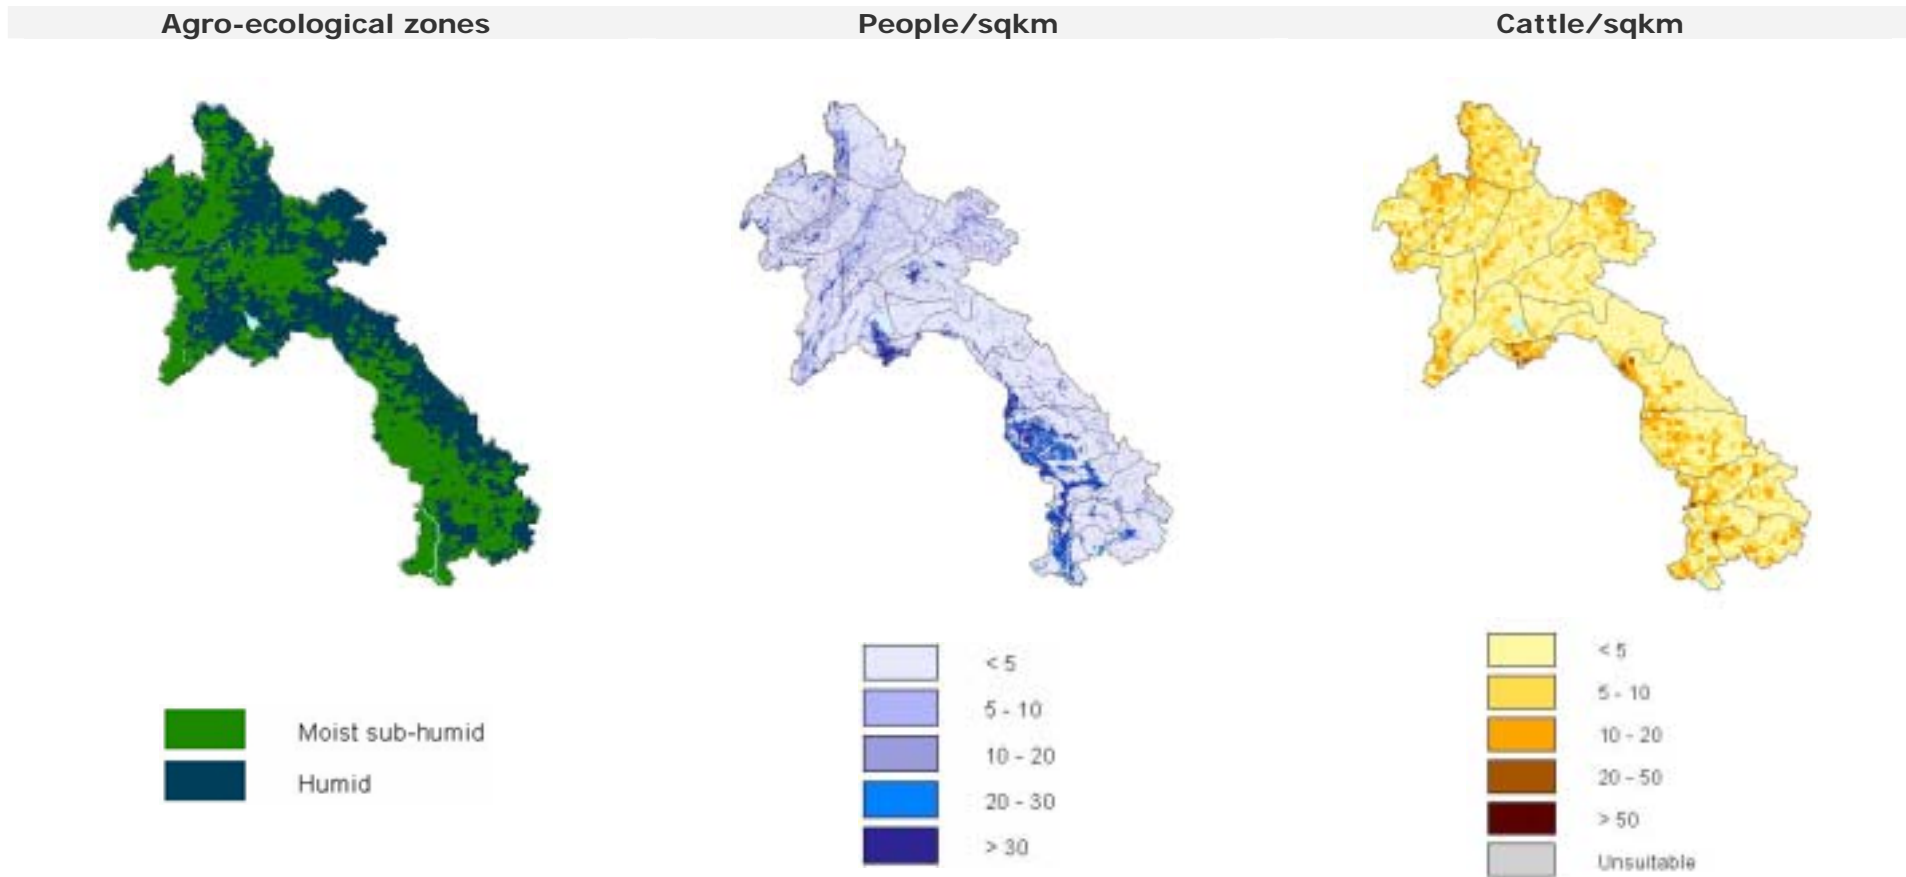 Agro-ecological zones
People/sqkm
Cattle/sqkm
Moist sub-humid
Humid
< 5
5 - 10
10 - 20
20 - 30
> 30
< 5
5 - 10
10 - 20
20 - 50
> 50
Unsuitable